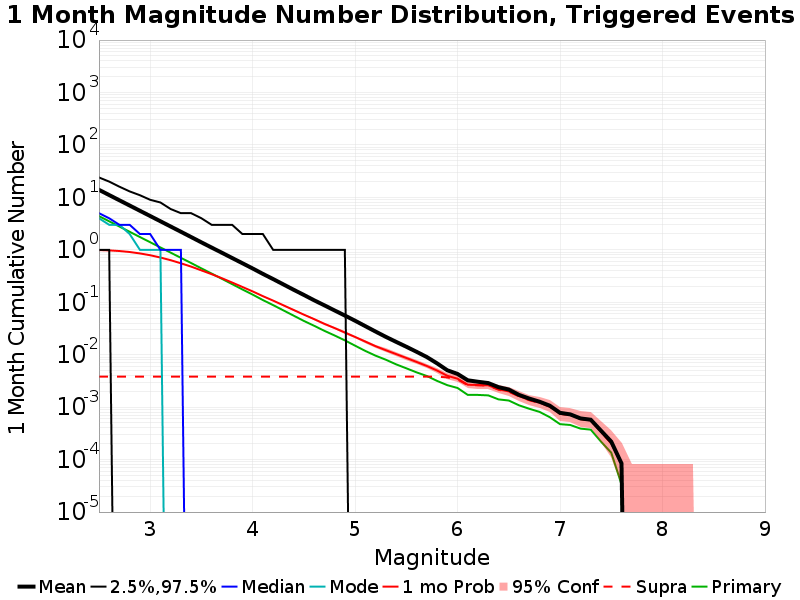 1 Month Magnitude Number Distribution, Triggered Events
1 Month Cumulative Number
10^4
10^3
10^2
10^1
10^0
10^-1
10^-2
10^-3
10^-4
10^-5
3 4 5 6 7 8 9
Magnitude
Mean 2.5%,97.5% Median Mode 1 mo Prob 95% Conf Supra Primary